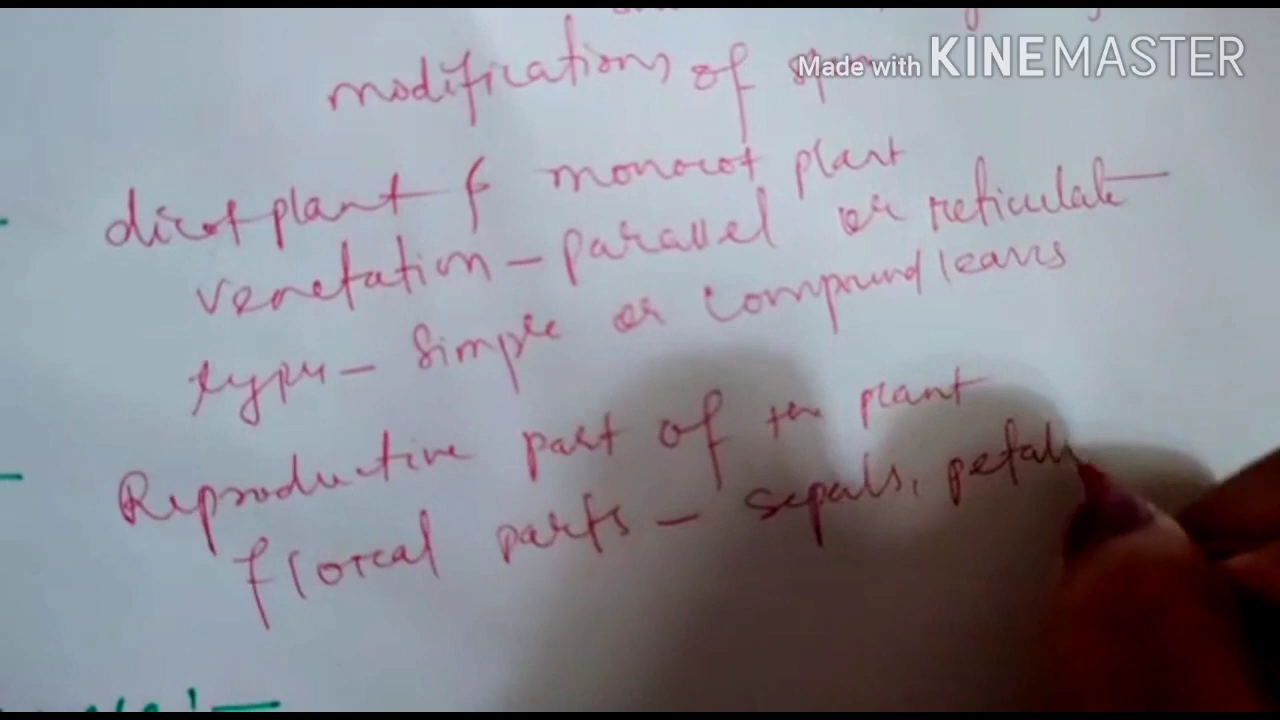 modifications of
Made with KINEMASTER
dicot plant & monocot plant
venetation - parallel or reticulate
type - simple or compound leaves
Reproductive part of the plant
floral parts - sepals, petals